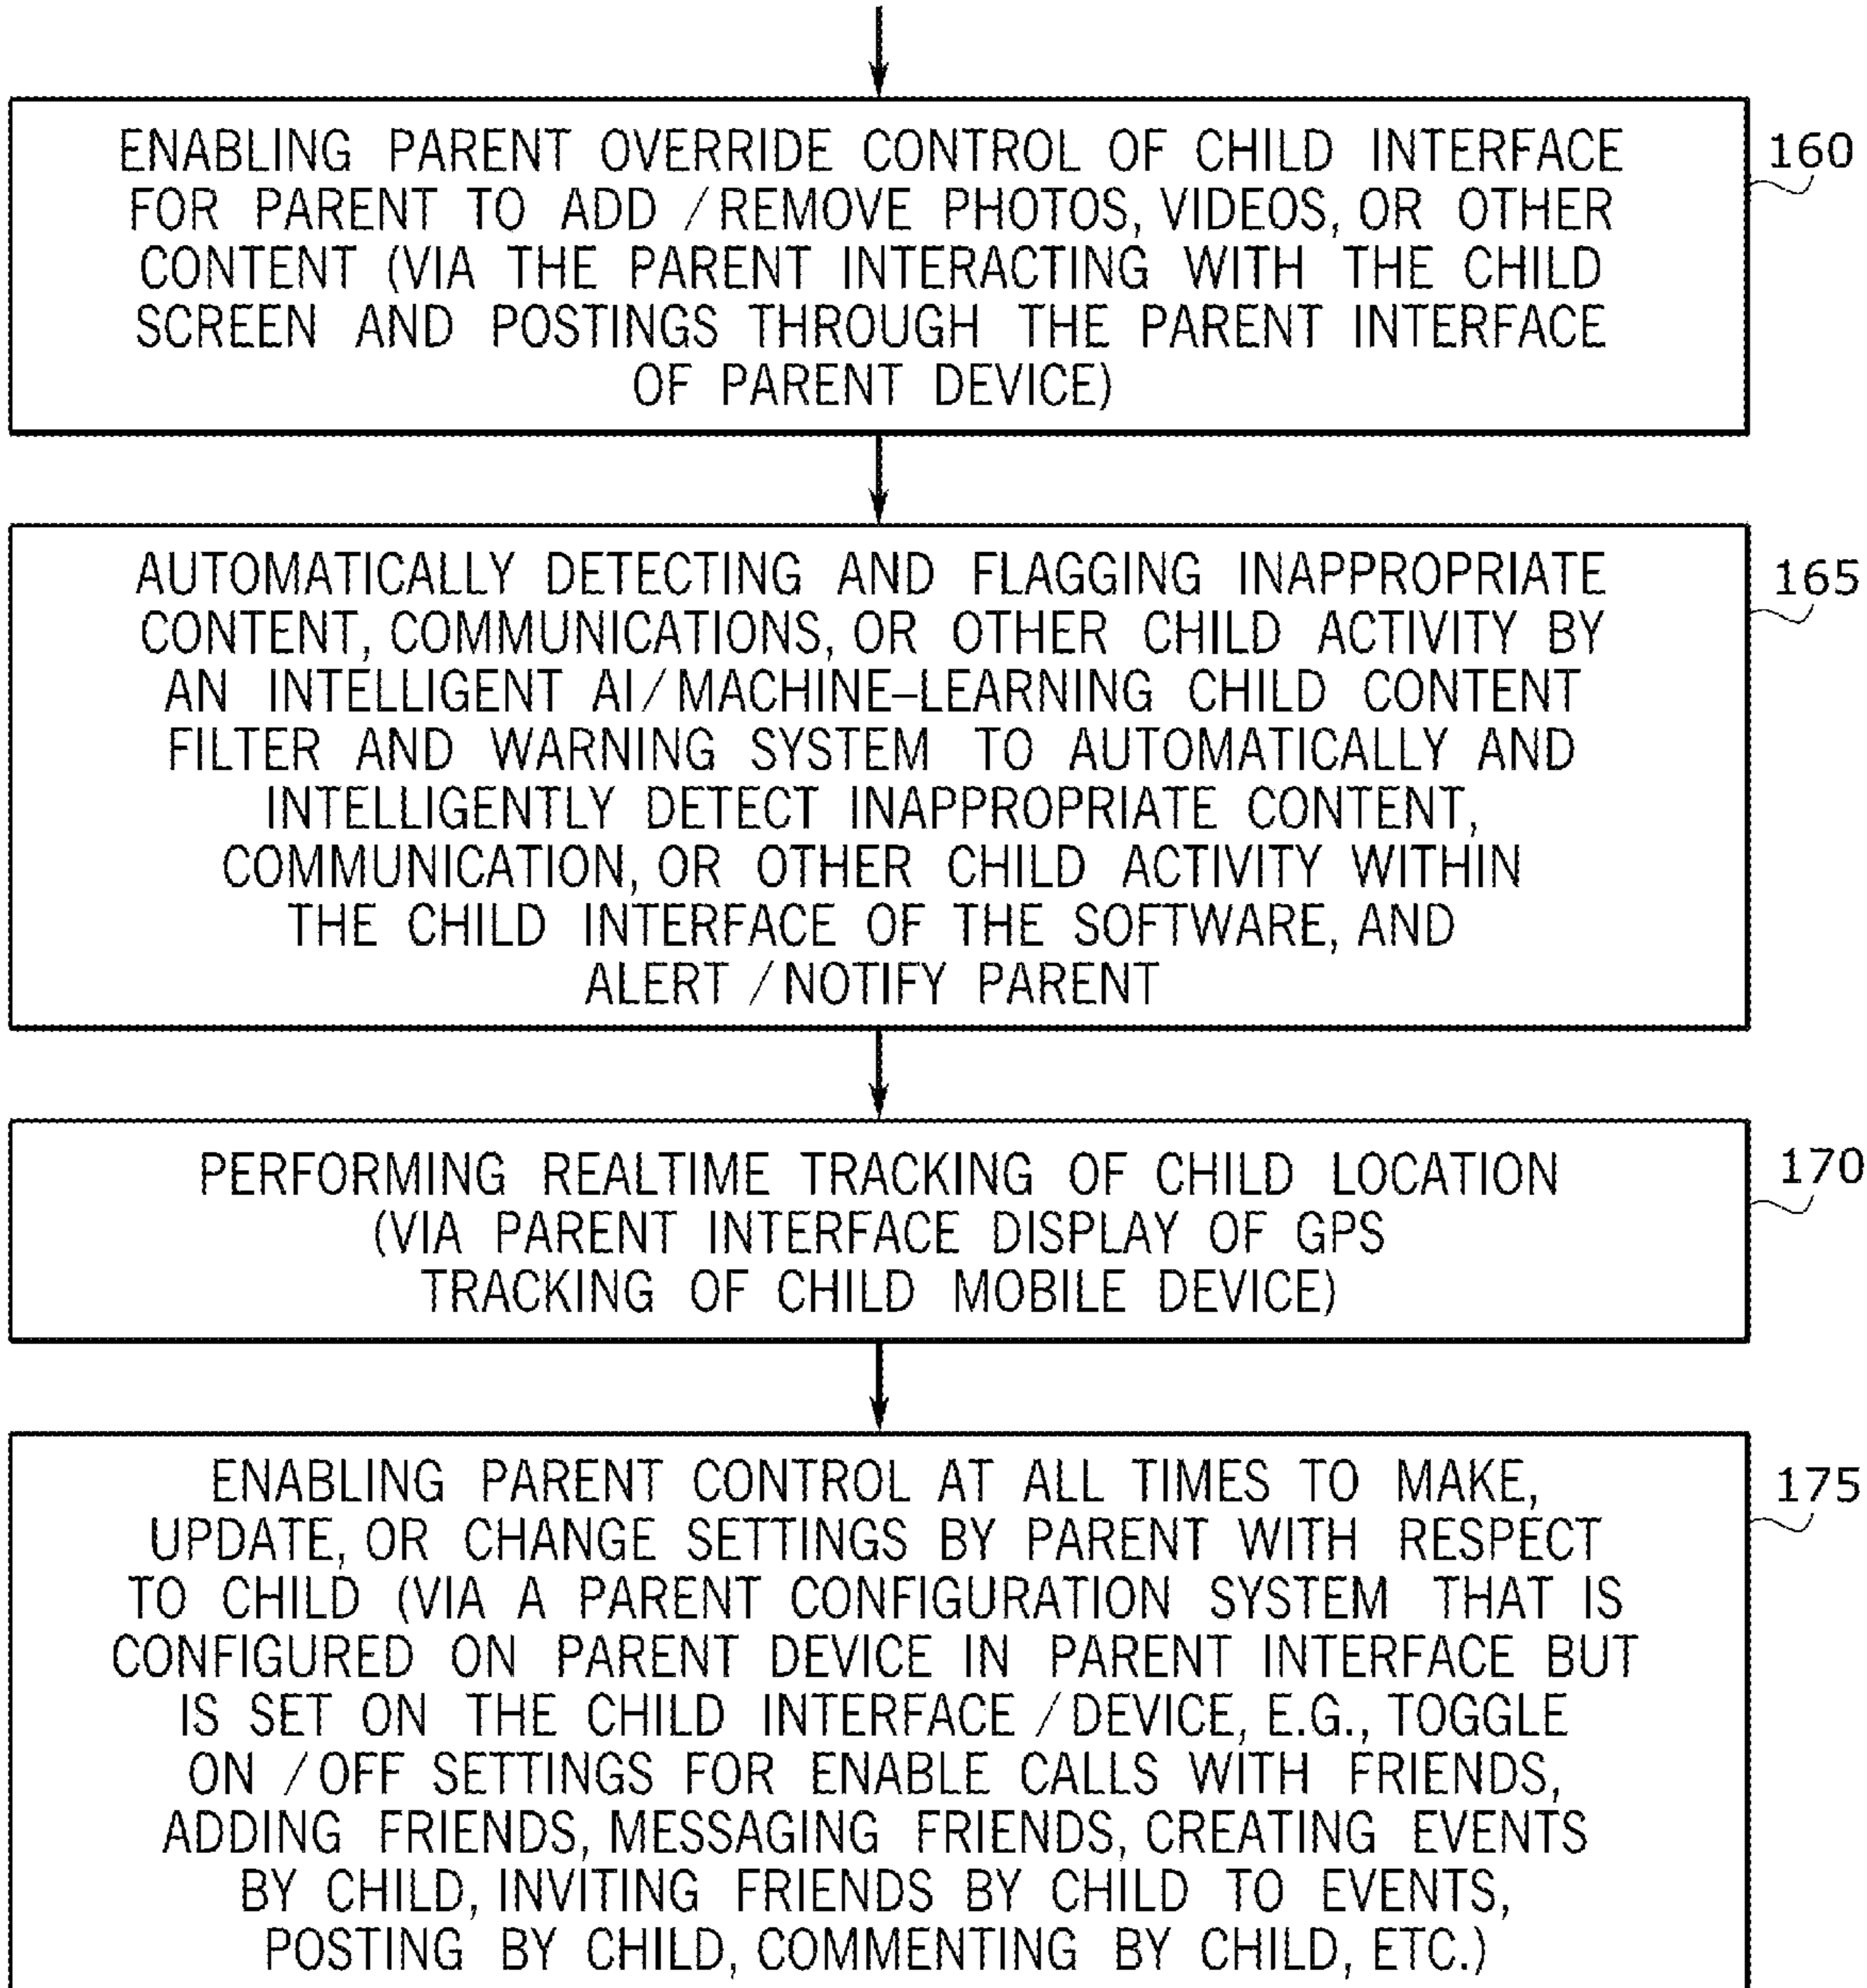 ENABLING PARENT OVERRIDE CONTROL OF CHILD INTERFACE
FOR PARENT TO ADD /REMOVE PHOTOS, VIDEOS, OR OTHER
CONTENT (VIA THE PARENT INTERACTING WITH THE CHILD
SCREEN AND POSTINGS THROUGH THE PARENT INTERFACE
OF PARENT DEVICE)
160
AUTOMATICALLY DETECTING AND FLAGGING INAPPROPRIATE
CONTENT, COMMUNICATIONS, OR OTHER CHILD ACTIVITY BY
AN INTELLIGENT AI/MACHINE–LEARNING CHILD CONTENT
FILTER AND WARNING SYSTEM TO AUTOMATICALLY AND
INTELLIGENTLY DETECT INAPPROPRIATE CONTENT,
COMMUNICATION, OR OTHER CHILD ACTIVITY WITHIN
THE CHILD INTERFACE OF THE SOFTWARE, AND
ALERT /NOTIFY PARENT
165
PERFORMING REALTIME TRACKING OF CHILD LOCATION
(VIA PARENT INTERFACE DISPLAY OF GPS
TRACKING OF CHILD MOBILE DEVICE)
170
ENABLING PARENT CONTROL AT ALL TIMES TO MAKE,
UPDATE, OR CHANGE SETTINGS BY PARENT WITH RESPECT
TO CHILD (VIA A PARENT CONFIGURATION SYSTEM THAT IS
CONFIGURED ON PARENT DEVICE IN PARENT INTERFACE BUT
IS SET ON THE CHILD INTERFACE /DEVICE, E.G., TOGGLE
ON /OFF SETTINGS FOR ENABLE CALLS WITH FRIENDS,
ADDING FRIENDS, MESSAGING FRIENDS, CREATING EVENTS
BY CHILD, INVITING FRIENDS BY CHILD TO EVENTS,
POSTING BY CHILD, COMMENTING BY CHILD, ETC.)
175